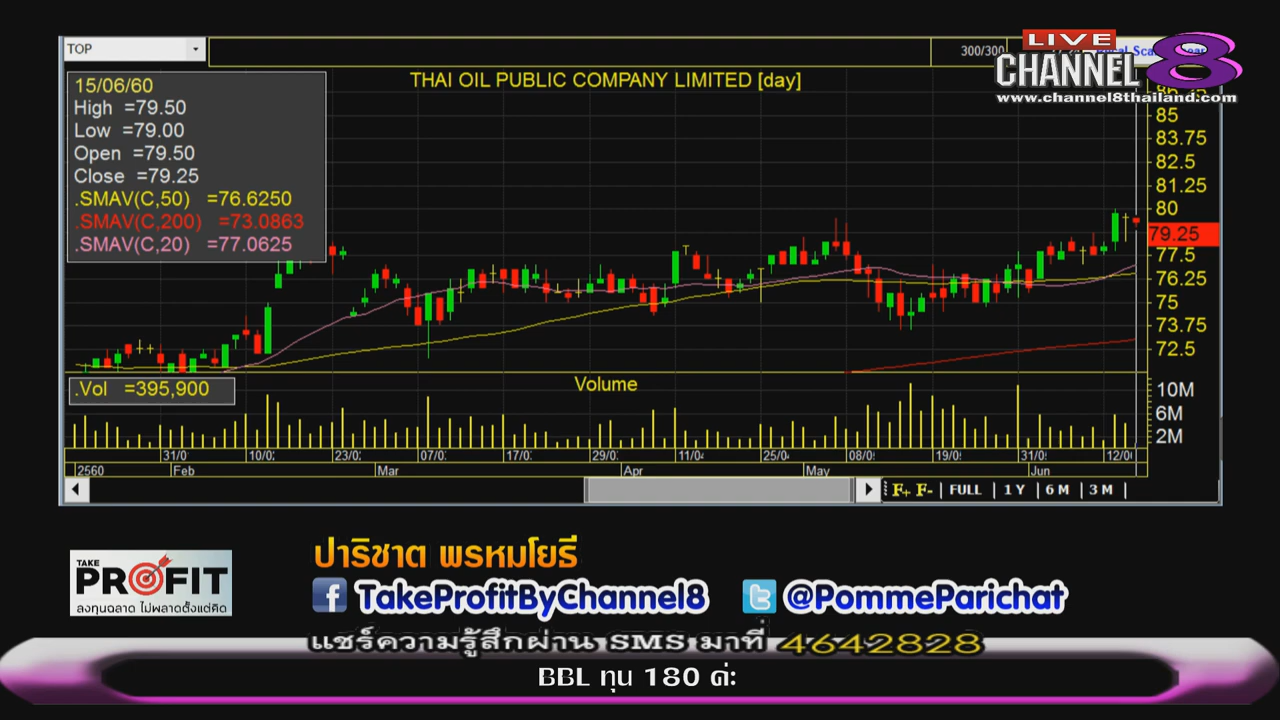 TOP
300/300
LIVE
CHANNEL 8
www.channel8thailand.com
THAI OIL PUBLIC COMPANY LIMITED [day]
15/06/60
High =79.50
Low =79.00
Open =79.50
Close =79.25
.SMAV(C,50) =76.6250
.SMAV(C,200) =73.0863
.SMAV(C,20) =77.0625
85
83.75
82.5
81.25
80
79.25
77.5
76.25
75
73.75
72.5
.Vol =395,900
Volume
10M
6M
2M
31/0 10/0 23/0 07/0 17/0 29/0 11/0 25/0 08/0 19/0 31/0 12/0
2560 Feb Mar Apr May Jun
F+ F- | FULL | 1 Y | 6 M | 3 M |
TAKE
PROFIT
ลงทุนฉลาด ไม่พลาดตั้งแต่คิด
ปาริชาต พรหมโยธี
TakeProfitByChannel8 @PommeParichat
แชร์ความรู้สึกผ่าน SMS มาที่ 4642828
BBL ทุน 180 ค่ะ